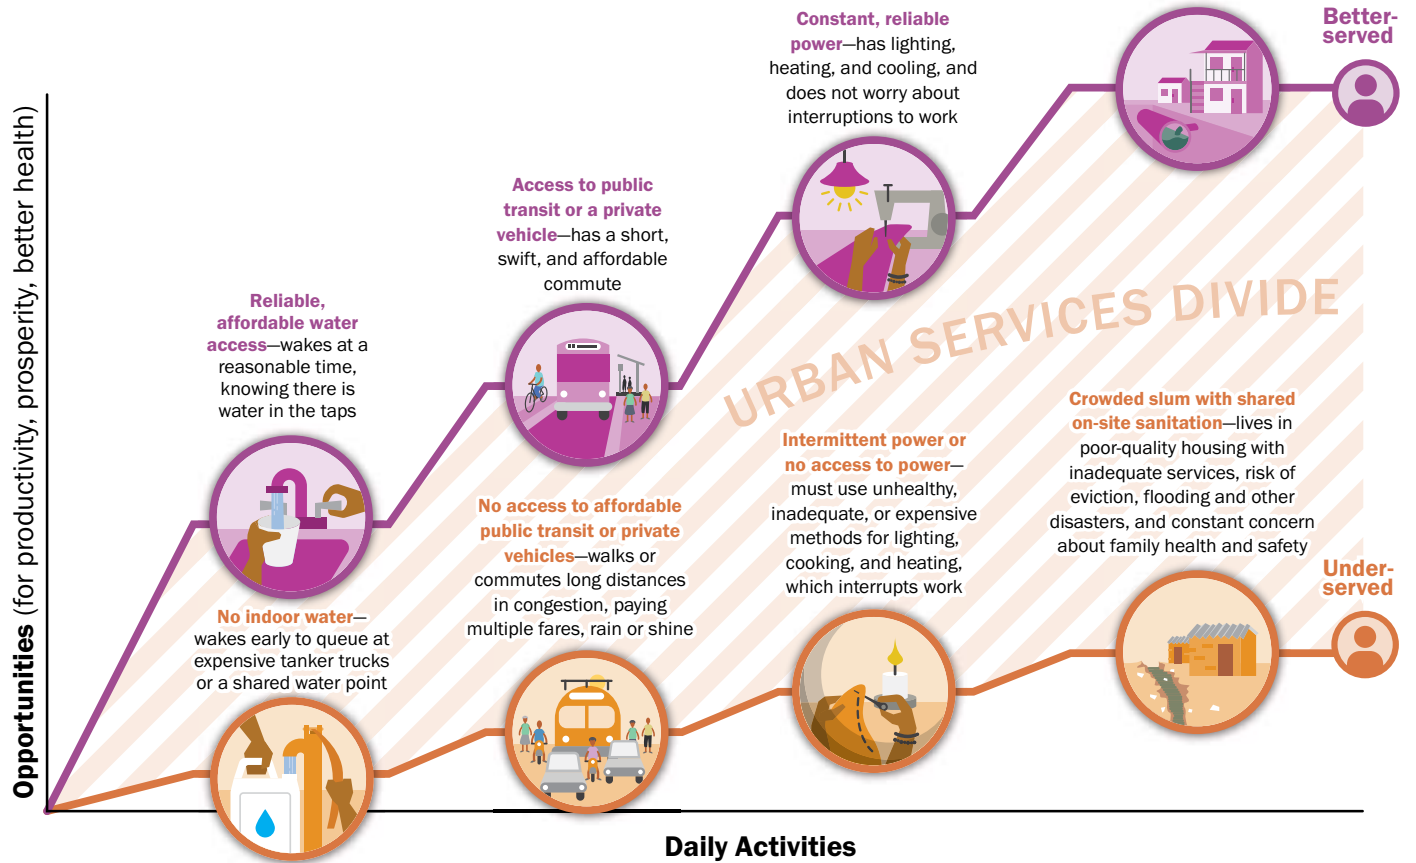 Better-
served
Constant, reliable
power—has lighting,
heating, and cooling, and
does not worry about
interruptions to work
Access to public
transit or a private
vehicle—has a short,
swift, and affordable
commute
Reliable,
affordable water
access—wakes at a
reasonable time,
knowing there is
water in the taps
Opportunities (for productivity, prosperity, better health)
URBAN SERVICES DIVIDE
No indoor water—
wakes early to queue at
expensive tanker trucks
or a shared water point
No access to affordable
public transit or private
vehicles—walks or
commutes long distances
in congestion, paying
multiple fares, rain or shine
Intermittent power or
no access to power—
must use unhealthy,
inadequate, or expensive
methods for lighting,
cooking, and heating,
which interrupts work
Crowded slum with shared
on-site sanitation—lives in
poor-quality housing with
inadequate services, risk of
eviction, flooding and other
disasters, and constant concern
about family health and safety
Under-
served
Daily Activities